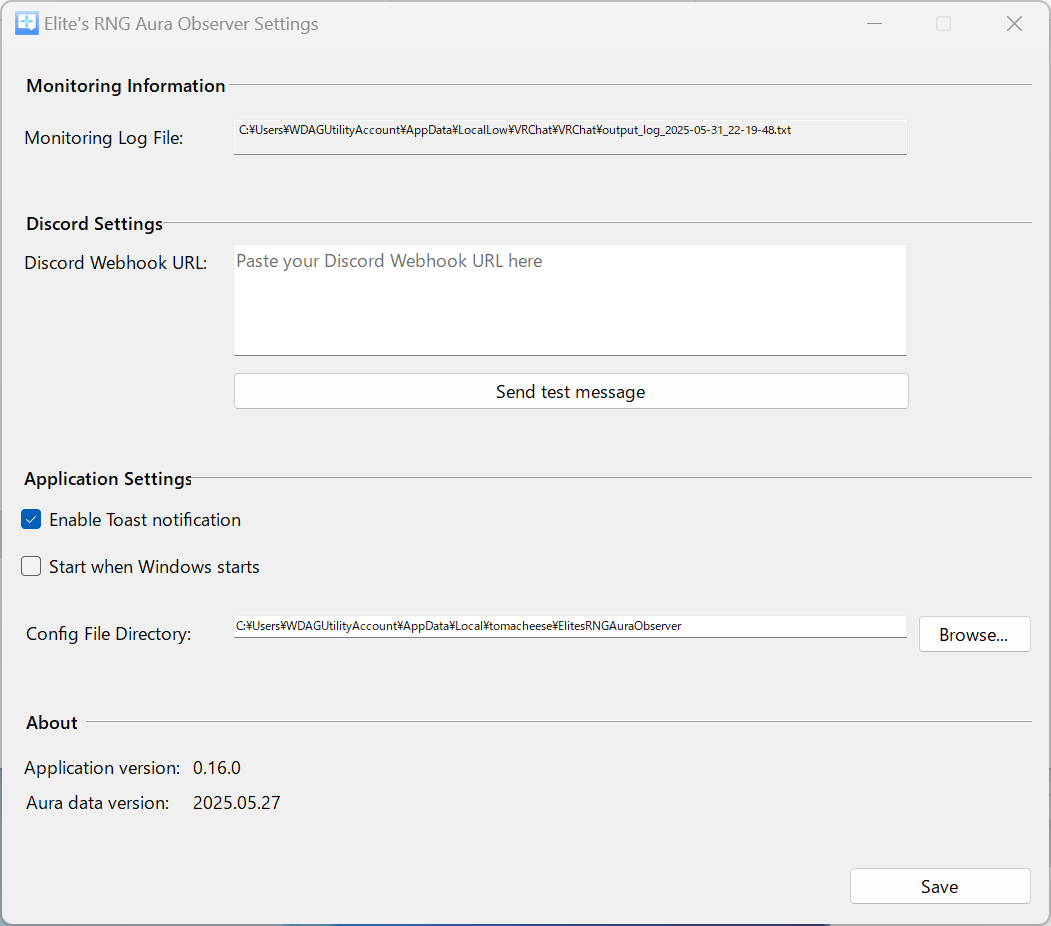 Elite's RNG Aura Observer Settings
Monitoring Information
Monitoring Log File: C:¥Users¥WDAGUtilityAccount¥AppData¥LocalLow¥VRChat¥VRChat¥output_log_2025-05-31_22-19-48.txt
Discord Settings
Discord Webhook URL: Paste your Discord Webhook URL here
Send test message
Application Settings
Enable Toast notification
Start when Windows starts
Config File Directory: C:¥Users¥WDAGUtilityAccount¥AppData¥Local¥tomacheese¥ElitesRNGAuraObserver Browse...
About
Application version: 0.16.0
Aura data version: 2025.05.27
Save